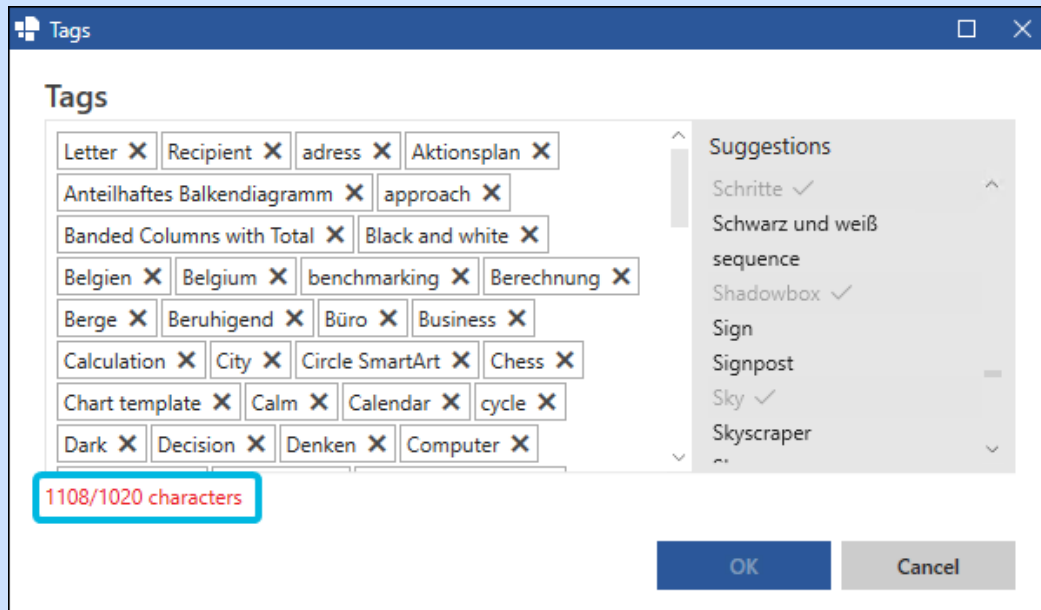 Tags
Tags
Letter ✕ Recipient ✕ adress ✕ Aktionsplan ✕
Anteilhaftes Balkendiagramm ✕ approach ✕
Banded Columns with Total ✕ Black and white ✕
Belgien ✕ Belgium ✕ benchmarking ✕ Berechnung ✕
Berge ✕ Beruhigend ✕ Büro ✕ Business ✕
Calculation ✕ City ✕ Circle SmartArt ✕ Chess ✕
Chart template ✕ Calm ✕ Calendar ✕ cycle ✕
Dark ✕ Decision ✕ Denken ✕ Computer ✕
1108/1020 characters
Suggestions
Schritte ✓
Schwarz und weiß
sequence
Shadowbox ✓
Sign
Signpost
Sky ✓
Skyscraper
OK Cancel